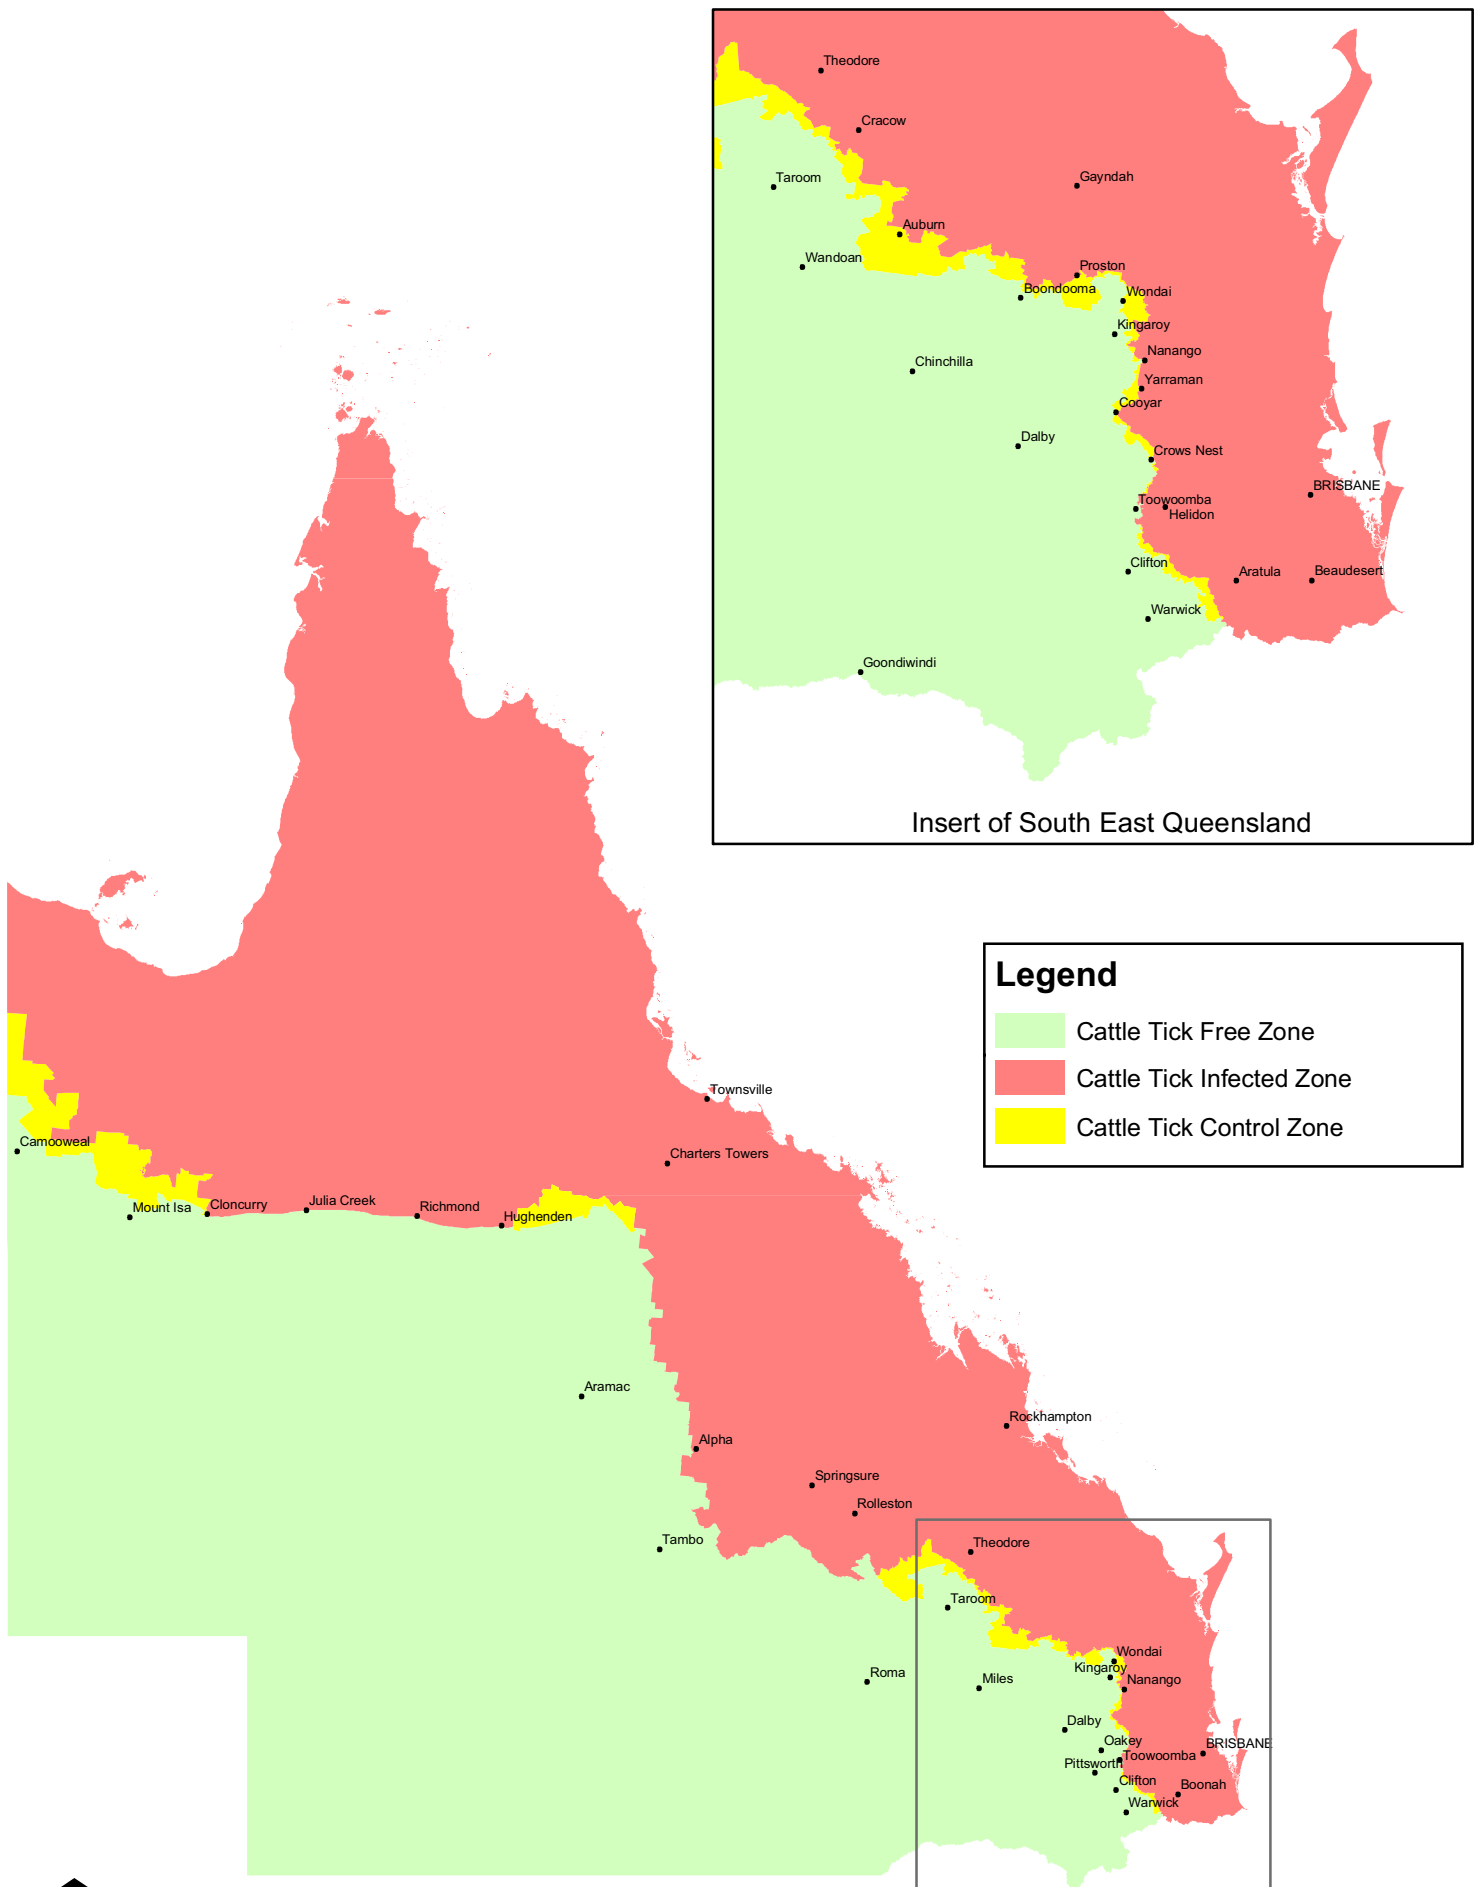 Theodore
Cracow
Taroom
Gayndah
Auburn
Wandoan
Proston
Boondooma
Wondai
Kingaroy
Nanango
Chinchilla
Yarraman
Cooyar
Dalby
Crows Nest
BRISBANE
Toowoomba
Helidon
Clifton
Aratula
Beaudesert
Warwick
Goondiwindi
Insert of South East Queensland
Legend
Cattle Tick Free Zone
Cattle Tick Infected Zone
Cattle Tick Control Zone
Townsville
Camooweal
Charters Towers
Mount Isa
Cloncurry
Julia Creek
Richmond
Hughenden
Aramac
Rockhampton
Alpha
Springsure
Rolleston
Tambo
Theodore
Taroom
Wondai
Kingaroy
Roma
Miles
Nanango
Dalby
Oakey
BRISBANE
Toowoomba
Pittsworth
Clifton
Boonah
Warwick